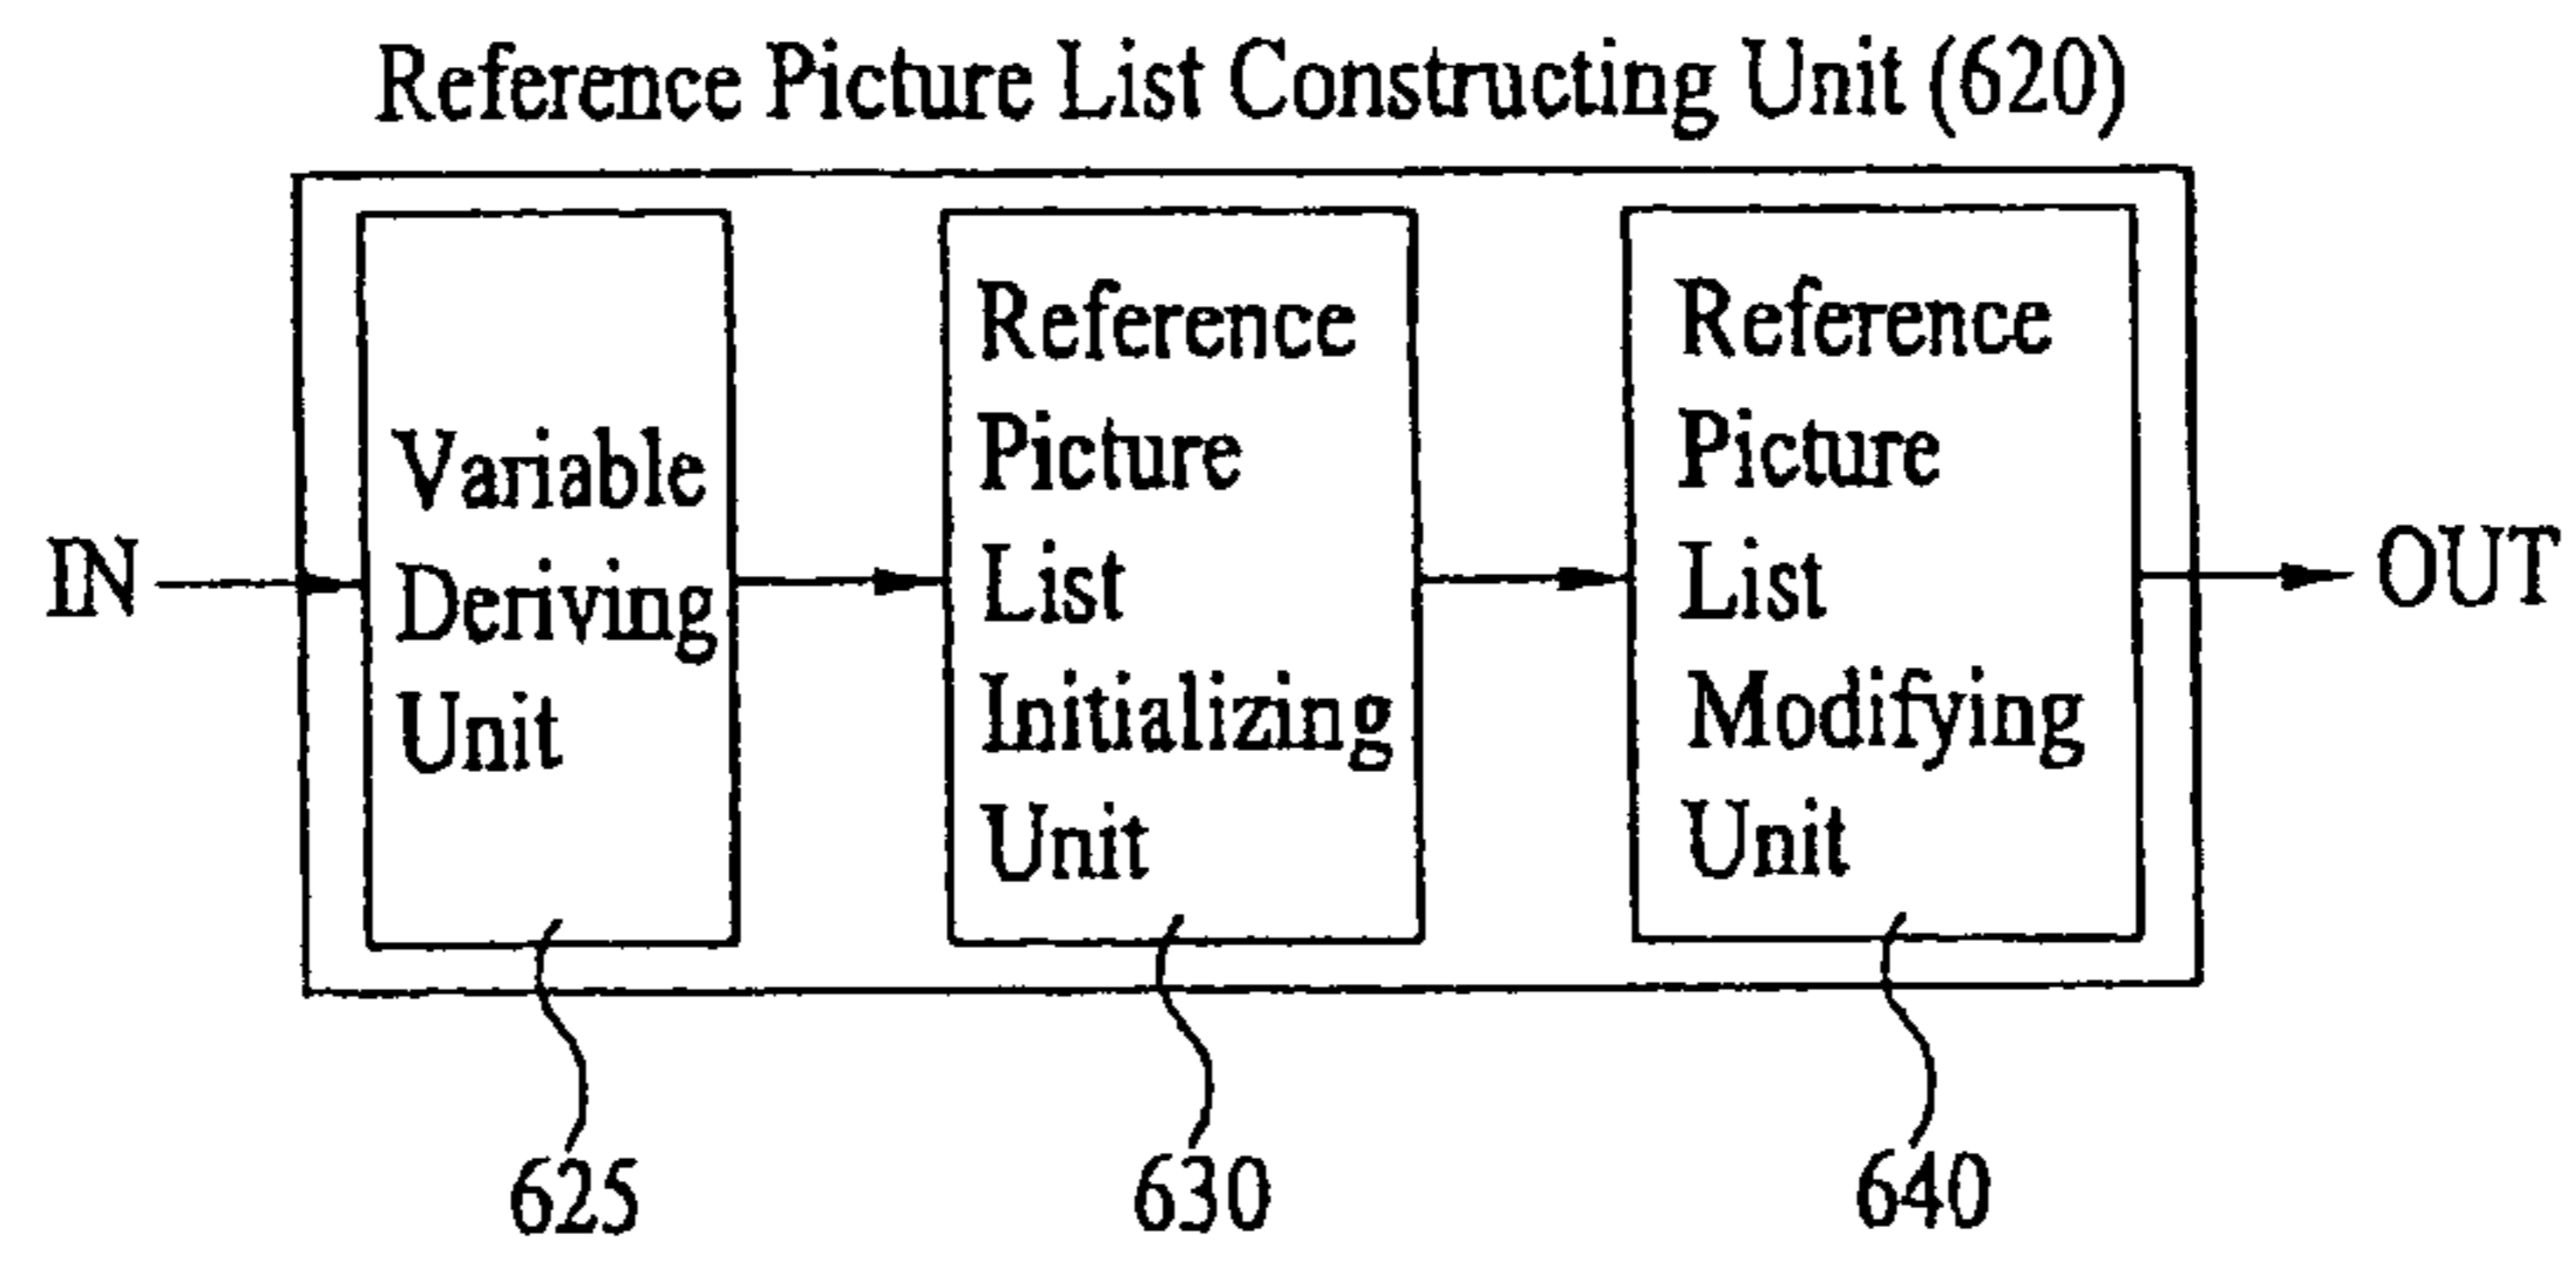 Reference Picture List Constructing Unit (620)
IN
Variable
Deriving
Unit
Reference
Picture
List
Initializing
Unit
Reference
Picture
List
Modifying
Unit
OUT
625
630
640